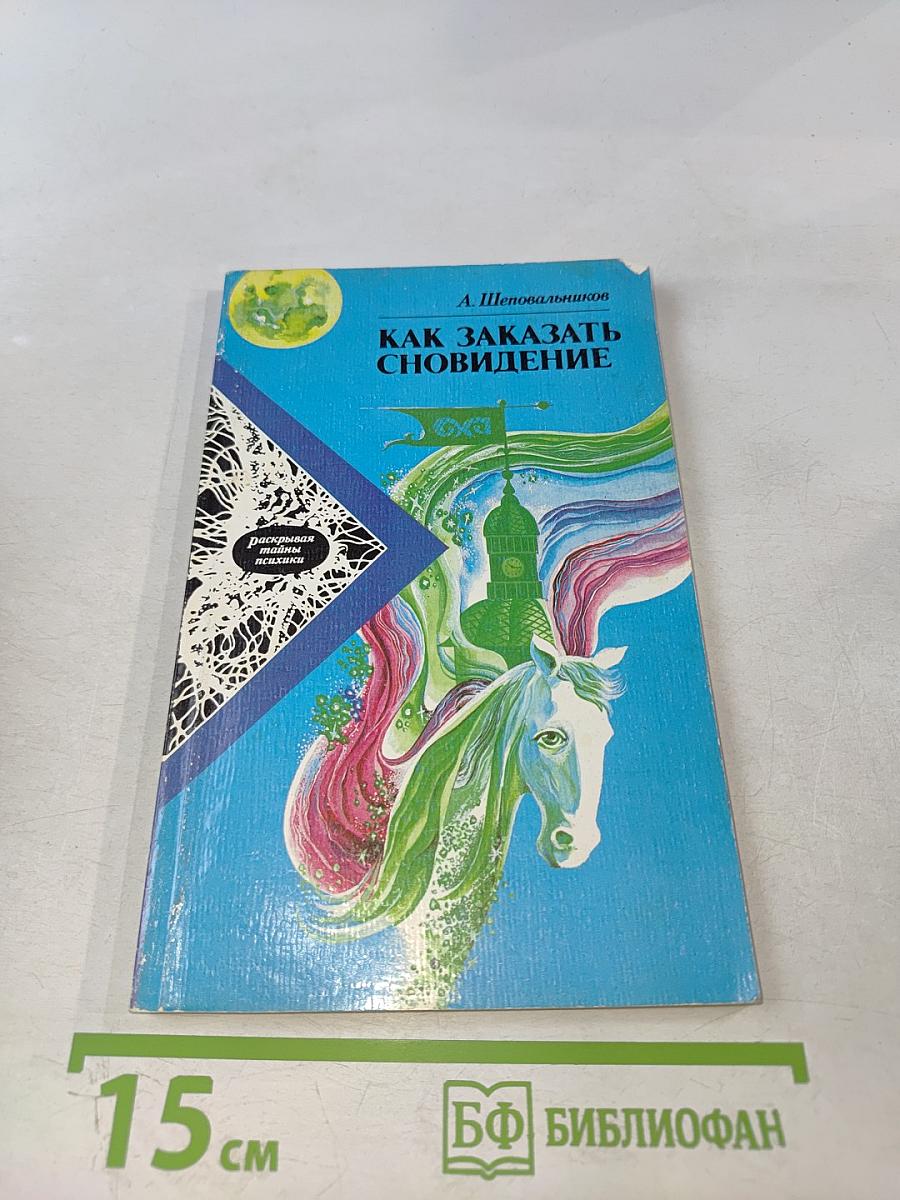 А. Шеповальников
КАК ЗАКАЗАТЬ
СНОВИДЕНИЕ
Раскрывая
тайны
психики
15 см
БФ БИБЛИОФАН